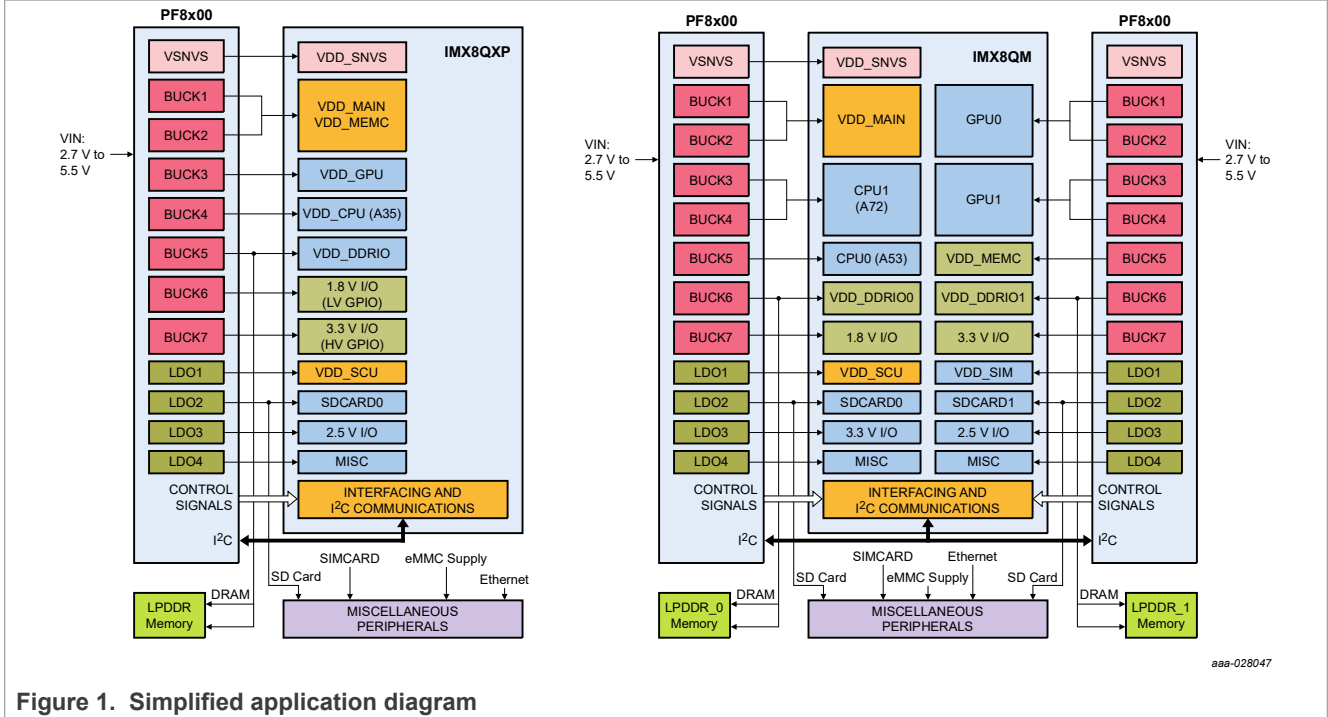 PF8x00
IMX8QXP
VSNVS
VDD_SNVS
BUCK1
VDD_MAIN
VDD_MEMC
BUCK2
VIN:
2.7 V to
5.5 V
BUCK3
VDD_GPU
BUCK4
VDD_CPU (A35)
BUCK5
VDD_DDRIO
BUCK6
1.8 V I/O
(LV GPIO)
BUCK7
3.3 V I/O
(HV GPIO)
LDO1
VDD_SCU
LDO2
SDCARD0
LDO3
2.5 V I/O
LDO4
MISC
CONTROL
SIGNALS
INTERFACING AND
I2C COMMUNICATIONS
I2C
SIMCARD
eMMC Supply
SD Card
Ethernet
DRAM
LPDDR
Memory
MISCELLANEOUS
PERIPHERALS
PF8x00
PF8x00
IMX8QM
VSNVS
VDD_SNVS
VSNVS
BUCK1
VDD_MAIN
GPU0
BUCK1
BUCK2
BUCK2
VIN:
2.7 V to
5.5 V
VIN:
2.7 V to
5.5 V
BUCK3
CPU1
(A72)
GPU1
BUCK3
BUCK4
BUCK4
BUCK5
CPU0 (A53)
VDD_MEMC
BUCK5
BUCK6
VDD_DDRIO0
VDD_DDRIO1
BUCK6
BUCK7
1.8 V I/O
3.3 V I/O
BUCK7
LDO1
VDD_SCU
VDD_SIM
LDO1
LDO2
SDCARD0
SDCARD1
LDO2
LDO3
3.3 V I/O
2.5 V I/O
LDO3
LDO4
MISC
MISC
LDO4
CONTROL
SIGNALS
INTERFACING AND
I2C COMMUNICATIONS
CONTROL
SIGNALS
I2C
I2C
SIMCARD
Ethernet
SD Card
eMMC Supply
SD Card
DRAM
DRAM
LPDDR_0
Memory
MISCELLANEOUS
PERIPHERALS
LPDDR_1
Memory
aaa-028047
Figure 1. Simplified application diagram